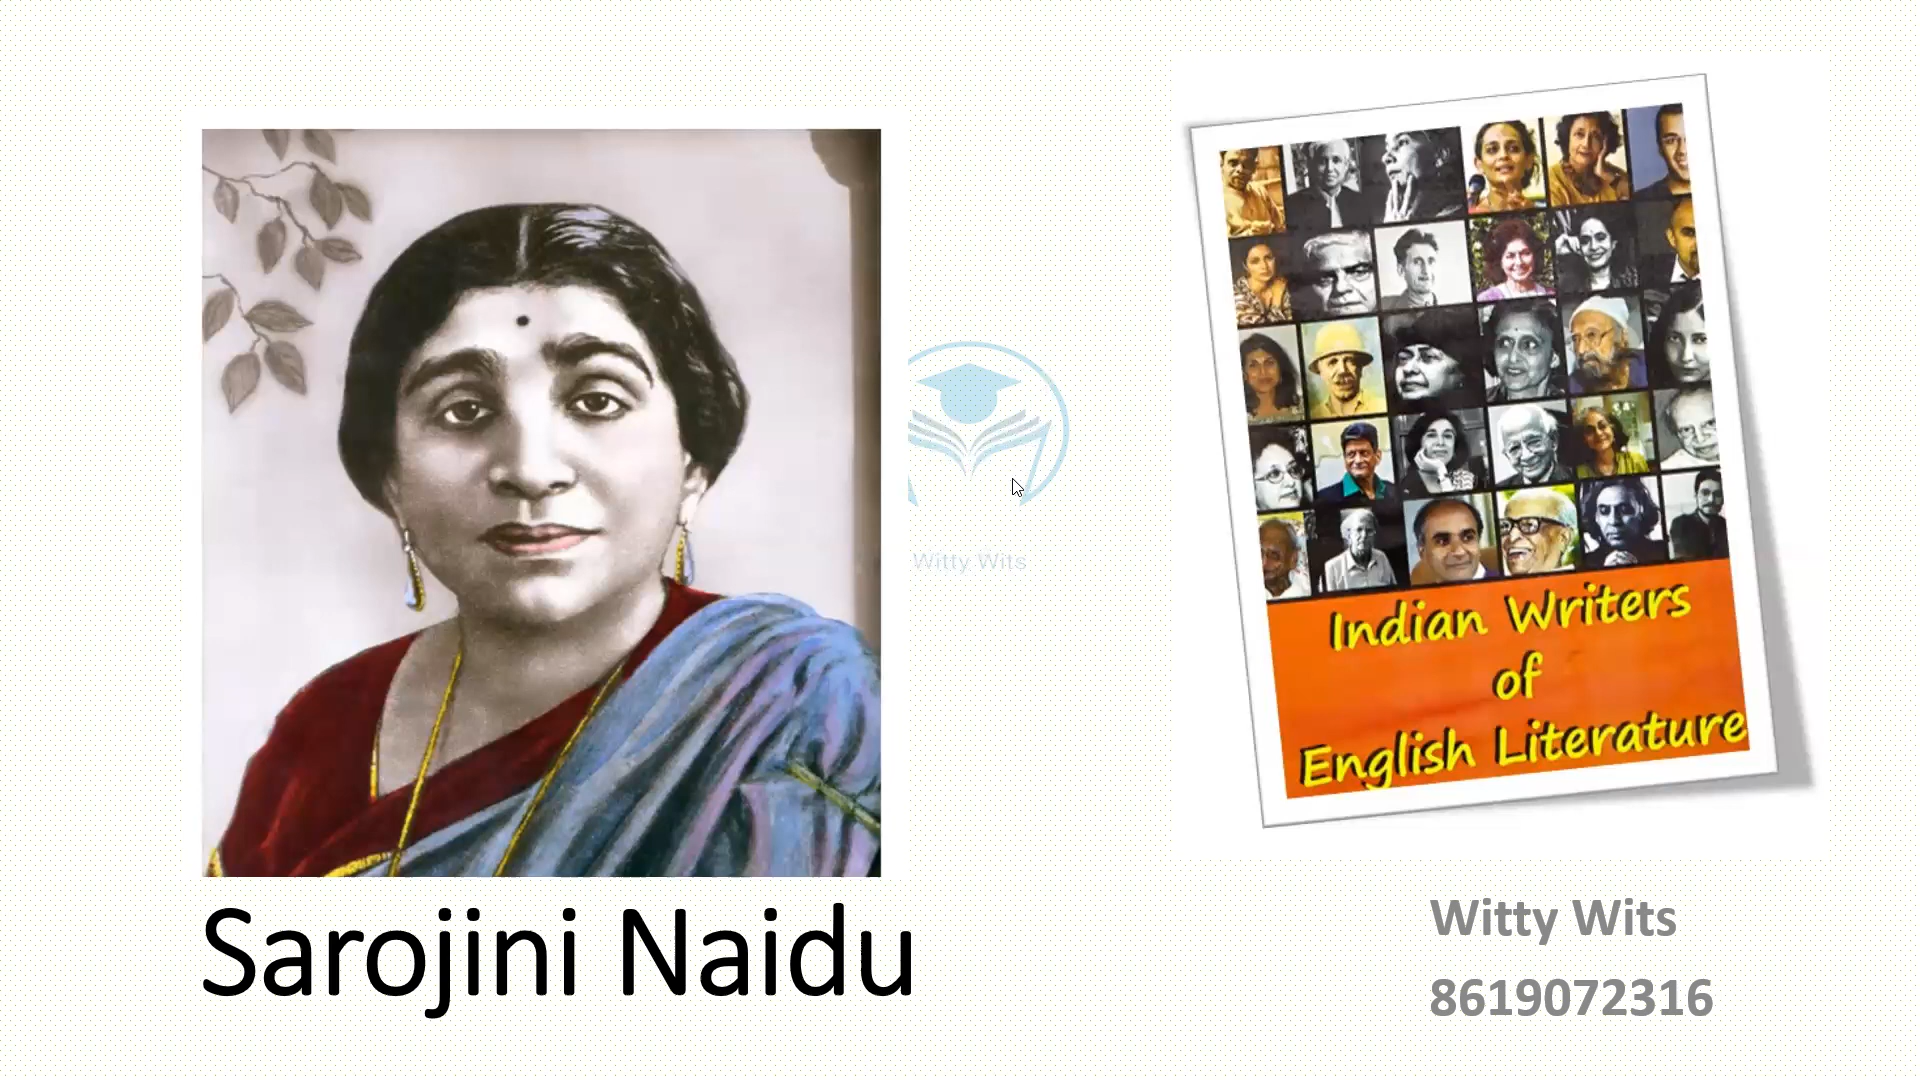 Witty Wits
Indian Writers
of
English Literature
Sarojini Naidu
Witty Wits
8619072316